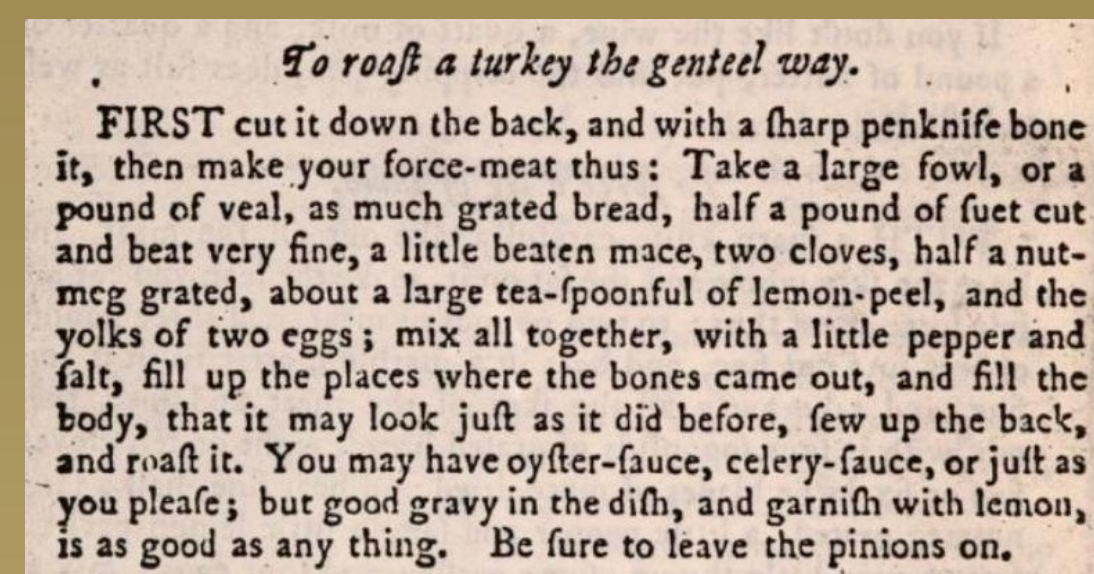 To roaſt a turkey the genteel way.
FIRST cut it down the back, and with a ſharp penknife bone
it, then make your force-meat thus: Take a large fowl, or a
pound of veal, as much grated bread, half a pound of ſuet cut
and beat very fine, a little beaten mace, two cloves, half a nut-
meg grated, about a large tea-ſpoonful of lemon-peel, and the
yolks of two eggs; mix all together, with a little pepper and
ſalt, fill up the places where the bones came out, and fill the
body, that it may look juſt as it did before, ſew up the back,
and roaſt it. You may have oyſter-ſauce, celery-ſauce, or juſt as
you pleaſe; but good gravy in the diſh, and garniſh with lemon,
is as good as any thing. Be ſure to leave the pinions on.